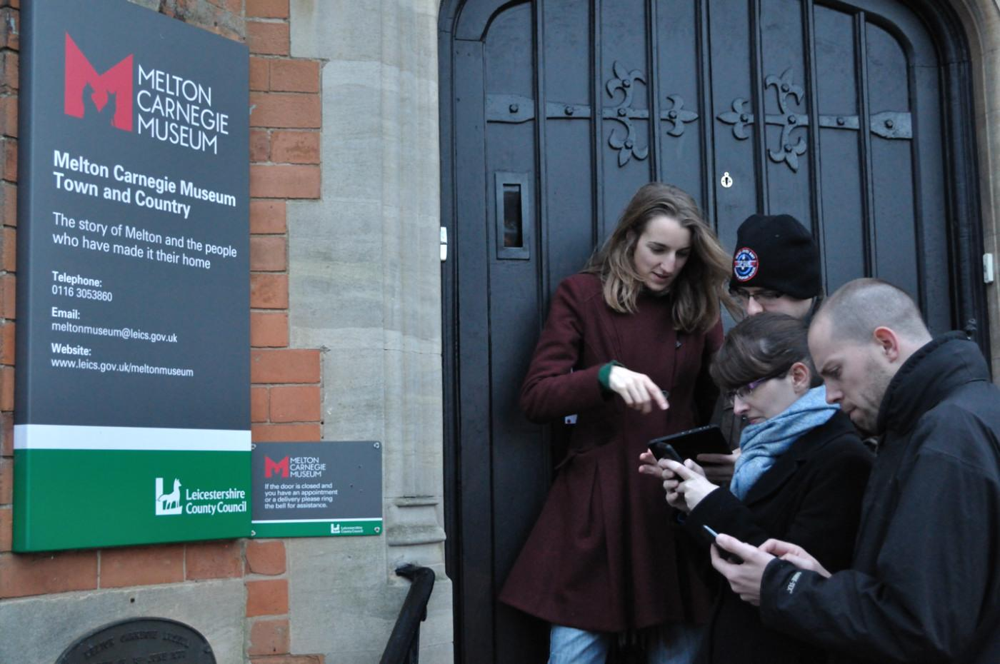 MELTON
CARNEGIE
MUSEUM
Melton Carnegie Museum
Town and Country
The story of Melton and the people
who have made it their home
Telephone:
0116 3053860
Email:
meltonmuseum@leics.gov.uk
Website:
www.leics.gov.uk/meltonmuseum
Leicestershire
County Council
MELTON
CARNEGIE
MUSEUM
If the door is closed and
you have an appointment
or a delivery please ring
the bell for assistance.
Leicestershire
County Council
GORE-TEX